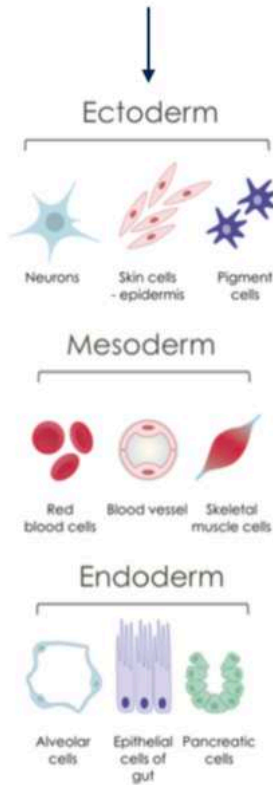 Ectoderm
Neurons
Skin cells
- epidermis
Pigment
cells
Mesoderm
Red
blood cells
Blood vessel
Skeletal
muscle cells
Endoderm
Alveolar
cells
Epithelial
cells of
gut
Pancreatic
cells